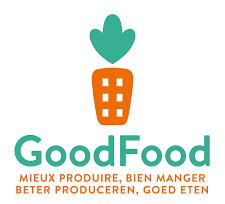 GoodFood
MIEUX PRODUIRE, BIEN MANGER
BETER PRODUCEREN, GOED ETEN